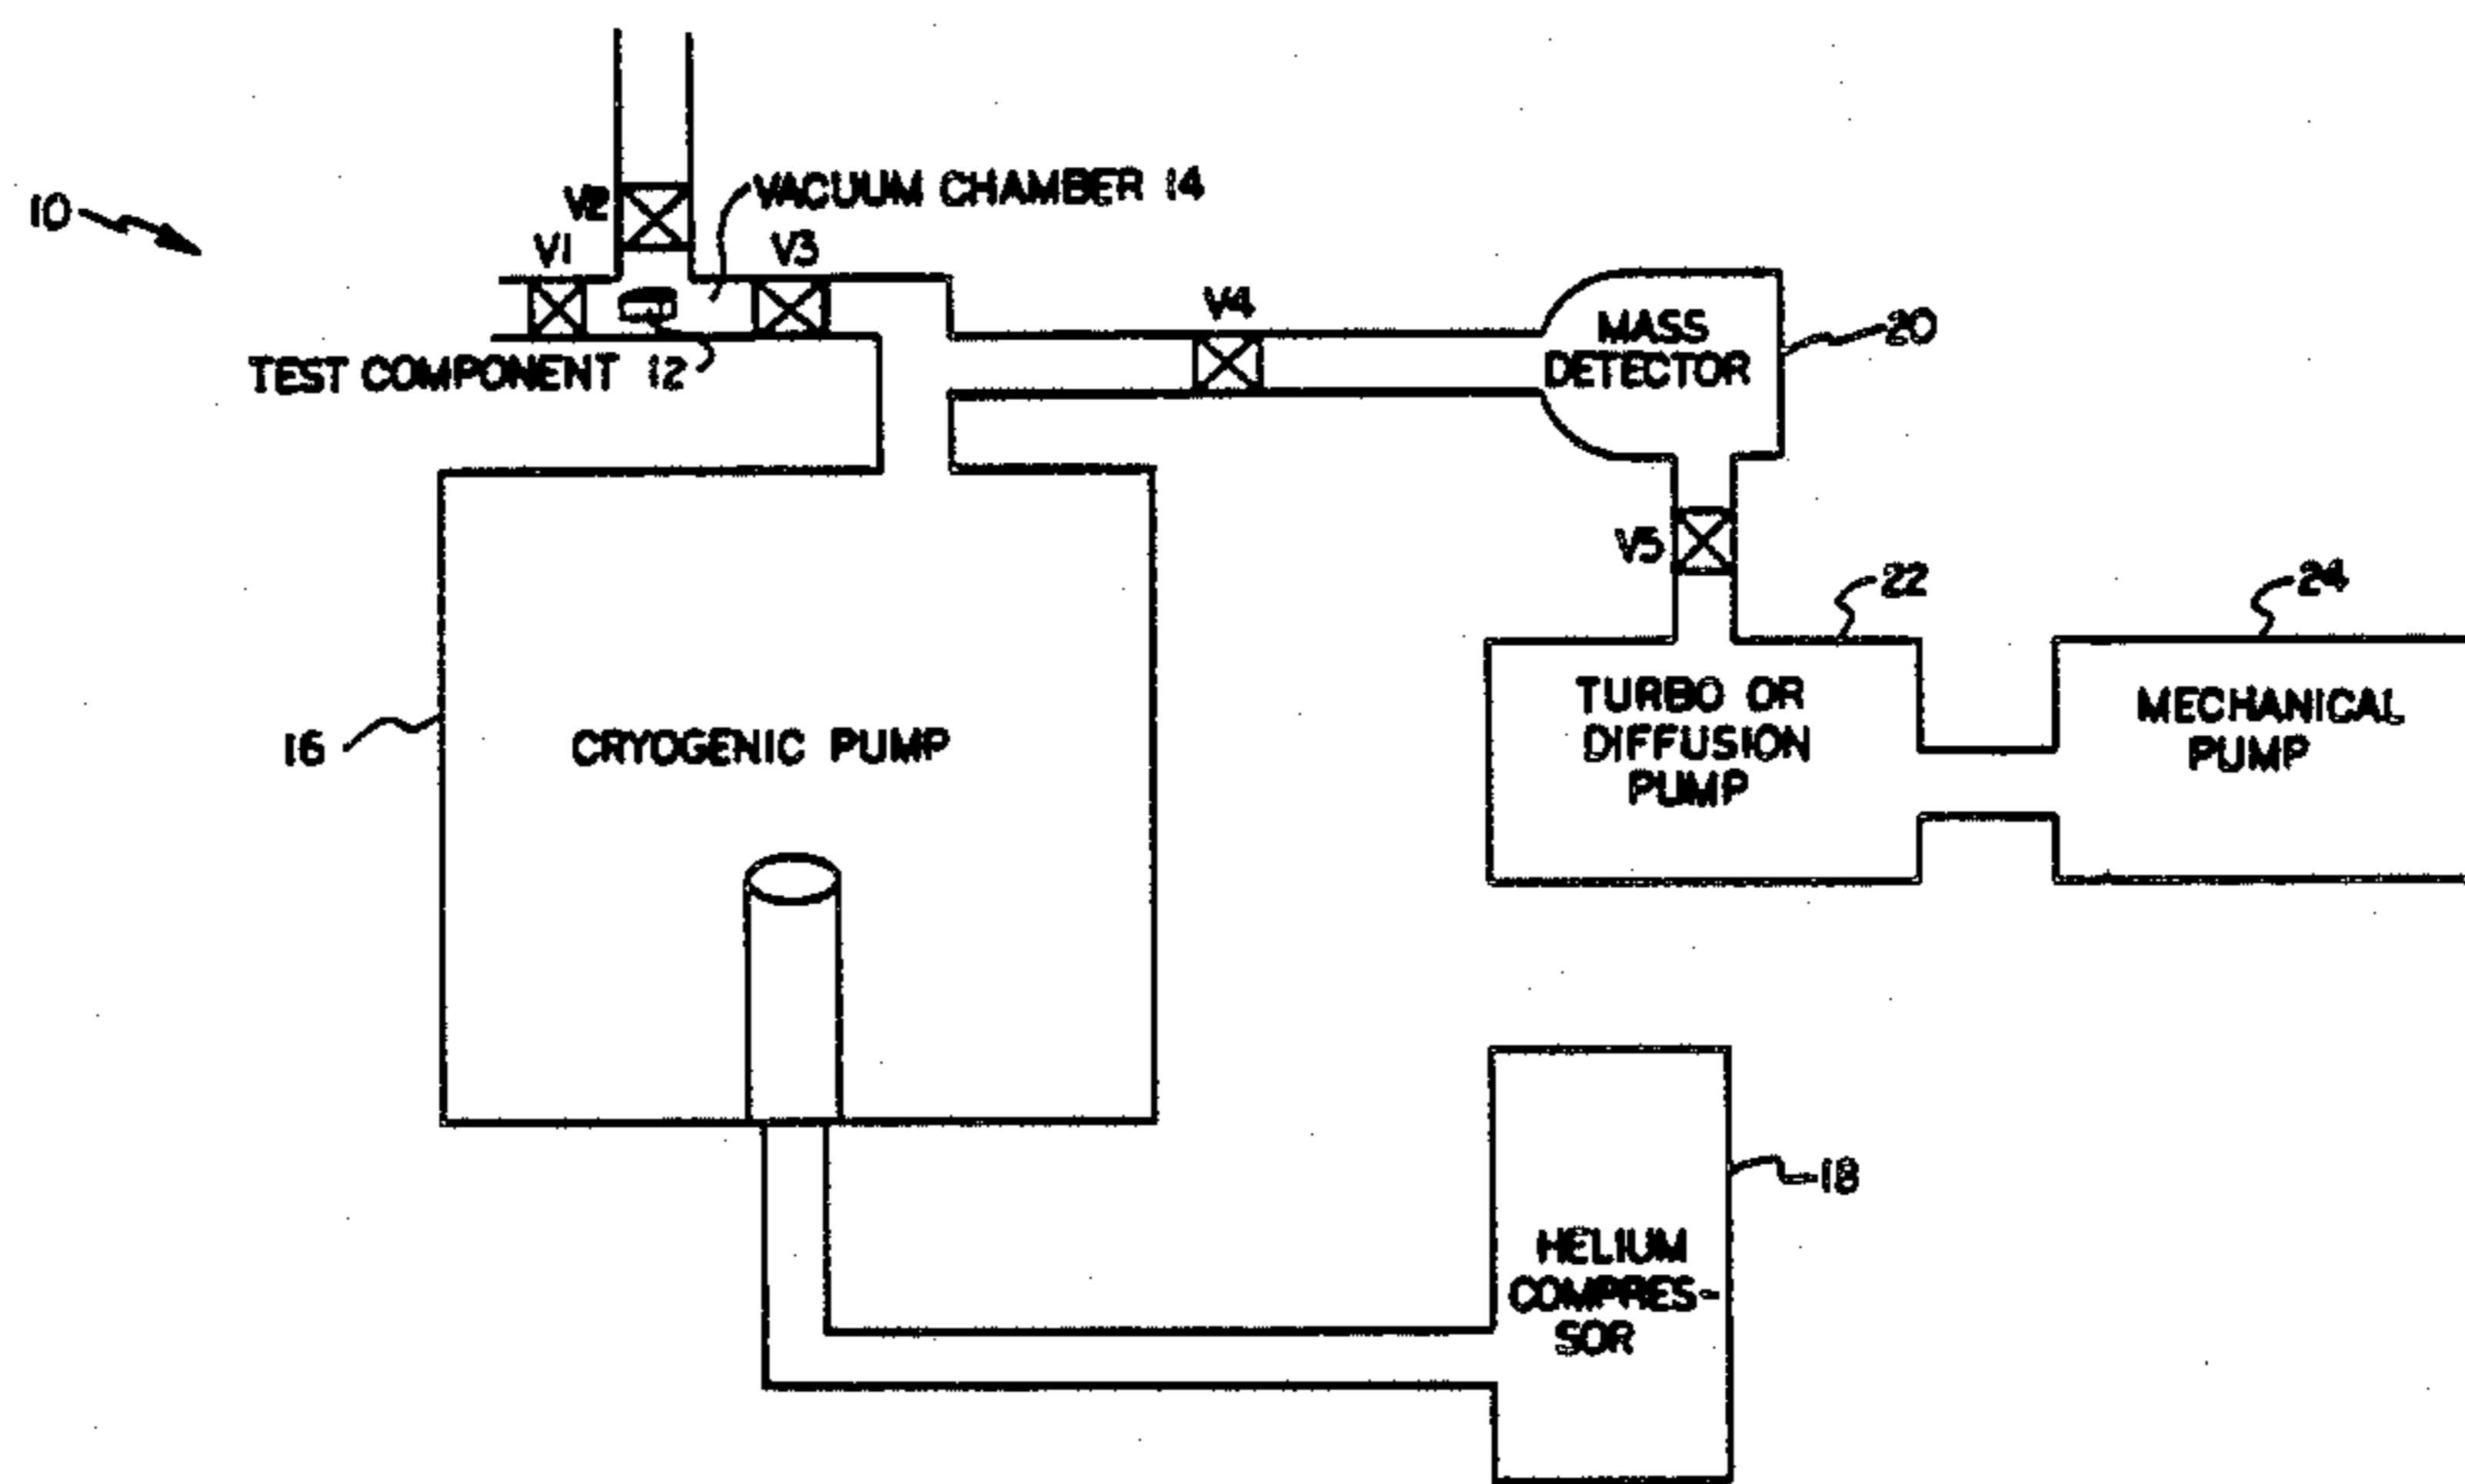 10
V2
VACUUM CHAMBER 14
V1
V3
V4
TEST COMPONENT 12
MASS
DETECTOR
20
V5
22
24
16
CRYOGENIC PUMP
TURBO OR
DIFFUSION
PUMP
MECHANICAL
PUMP
18
HELIUM
COMPRES-
SOR